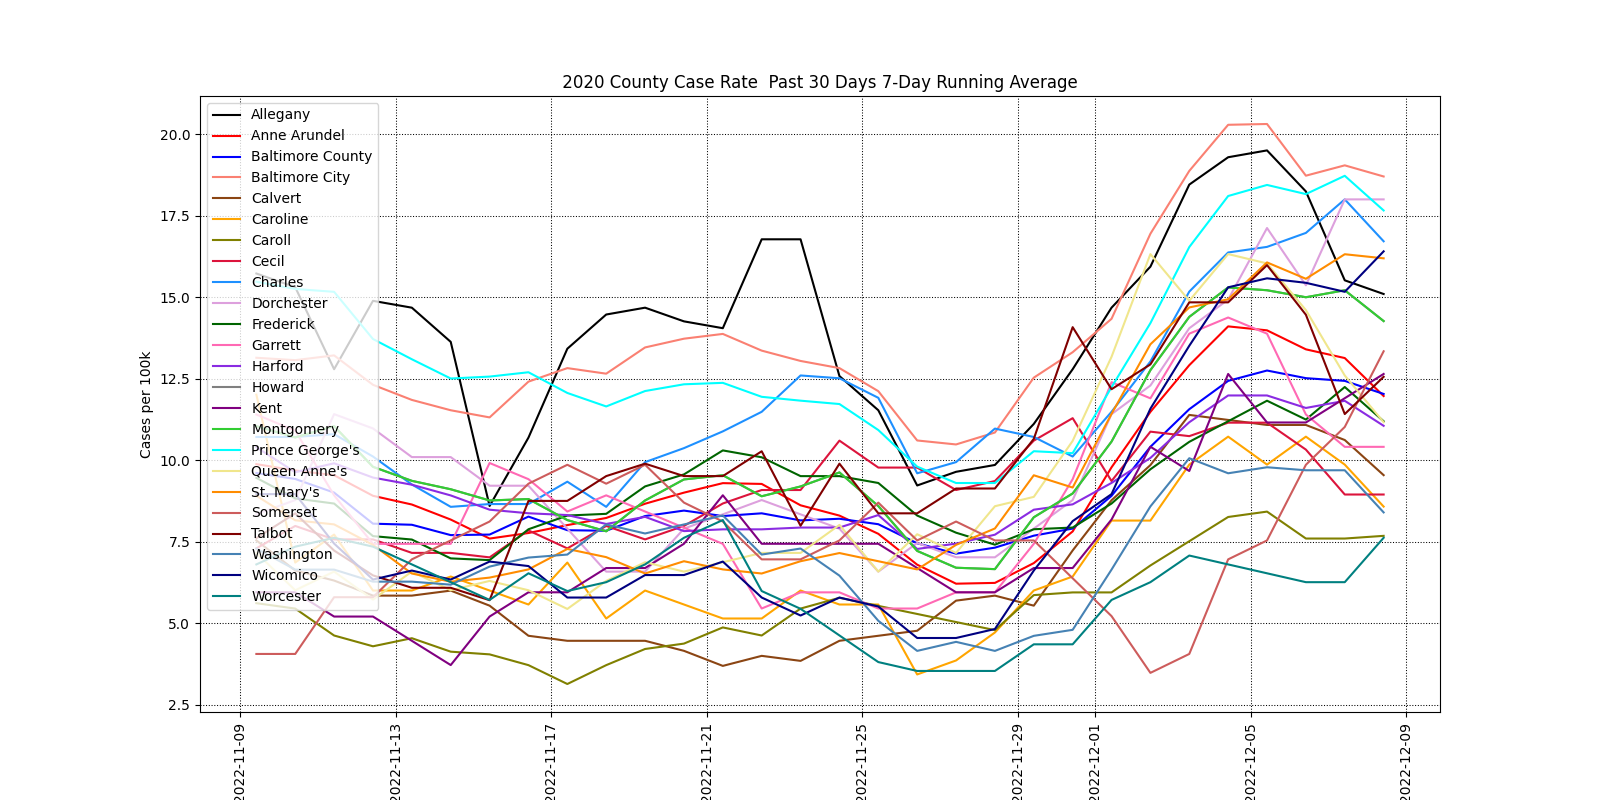 2020 County Case Rate  Past 30 Days 7-Day Running Average
Allegany
Anne Arundel
Baltimore County
Baltimore City
Calvert
Caroline
Caroll
Cecil
Charles
Dorchester
Frederick
Garrett
Harford
Howard
Kent
Montgomery
Prince George's
Queen Ane's
St. Mary's
Somerset
Talbot
Washington
Wicomico
Worcester
Cases per 100k
20.0
17.5
15.0
12.5
10.0
7.5
5.0
2.5
2022-11-09
2022-11-13
2022-11-17
2022-11-21
2022-11-25
2022-11-29
2022-12-01
2022-12-05
2022-12-09